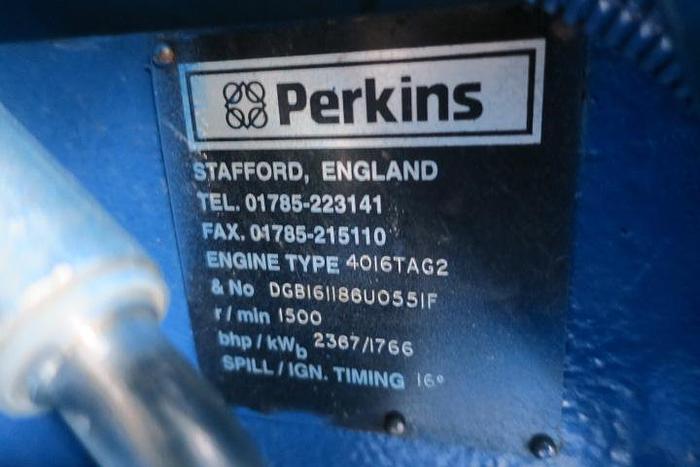 Perkins
STAFFORD, ENGLAND
TEL. 01785-223141
FAX. 01785-215110
ENGINE TYPE 4016TAG2
& No DGB161186U0551F
r/min 1500
bhp/kWb 2367/1766
SPILL/IGN. TIMING 16°